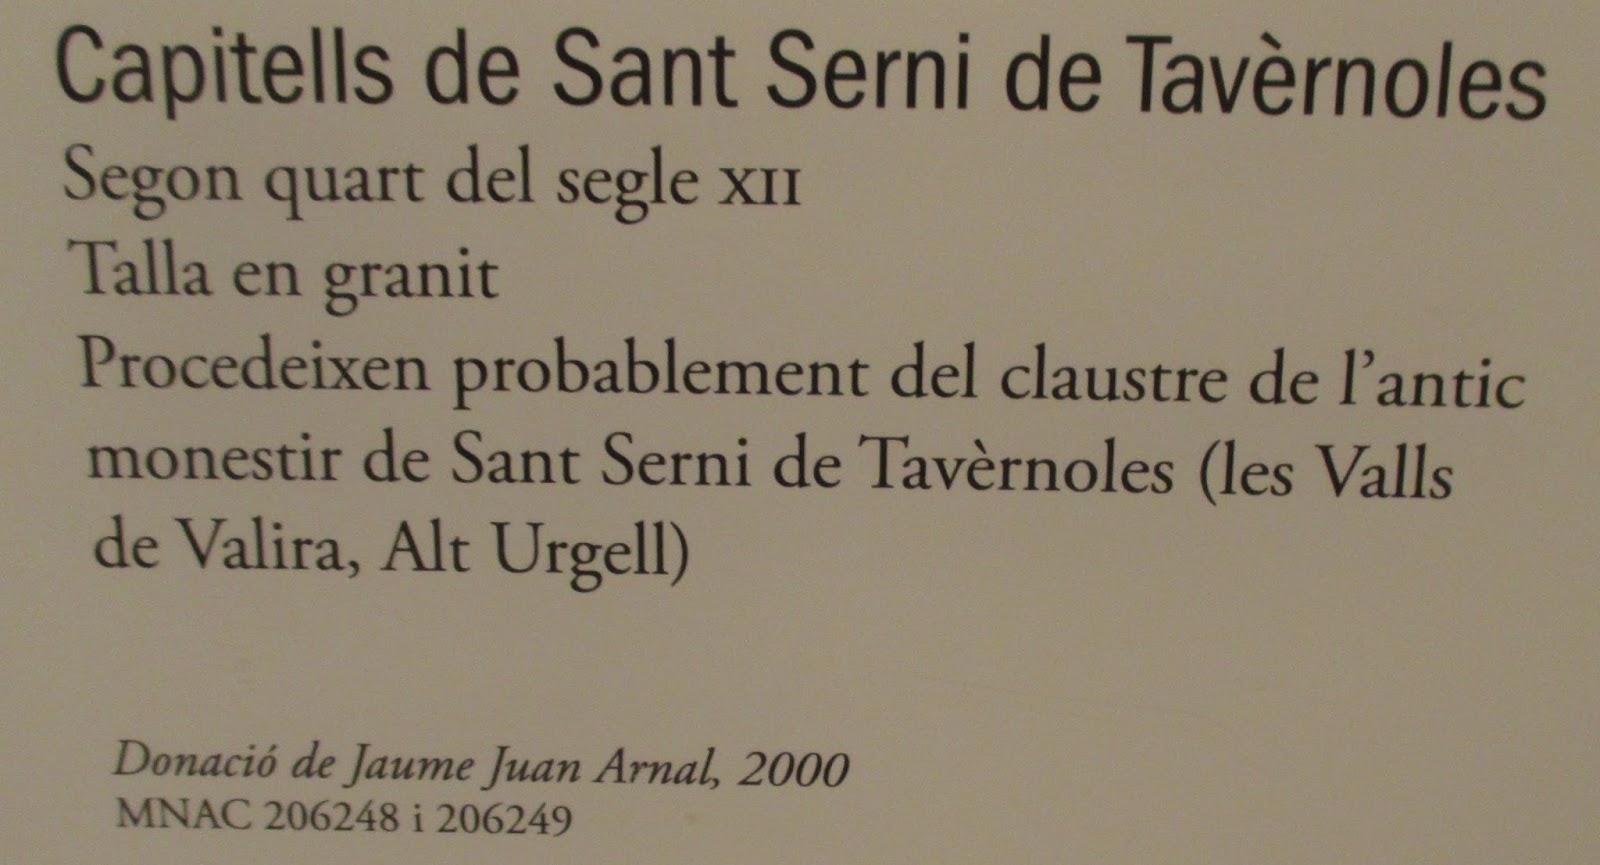 Capitells de Sant Serni de Tavèrnoles
Segon quart del segle XII
Talla en granit
Procedeixen probablement del claustre de l’antic
monestir de Sant Serni de Tavèrnoles (les Valls
de Valira, Alt Urgell)
Donació de Jaume Juan Arnal, 2000
MNAC 206248 i 206249